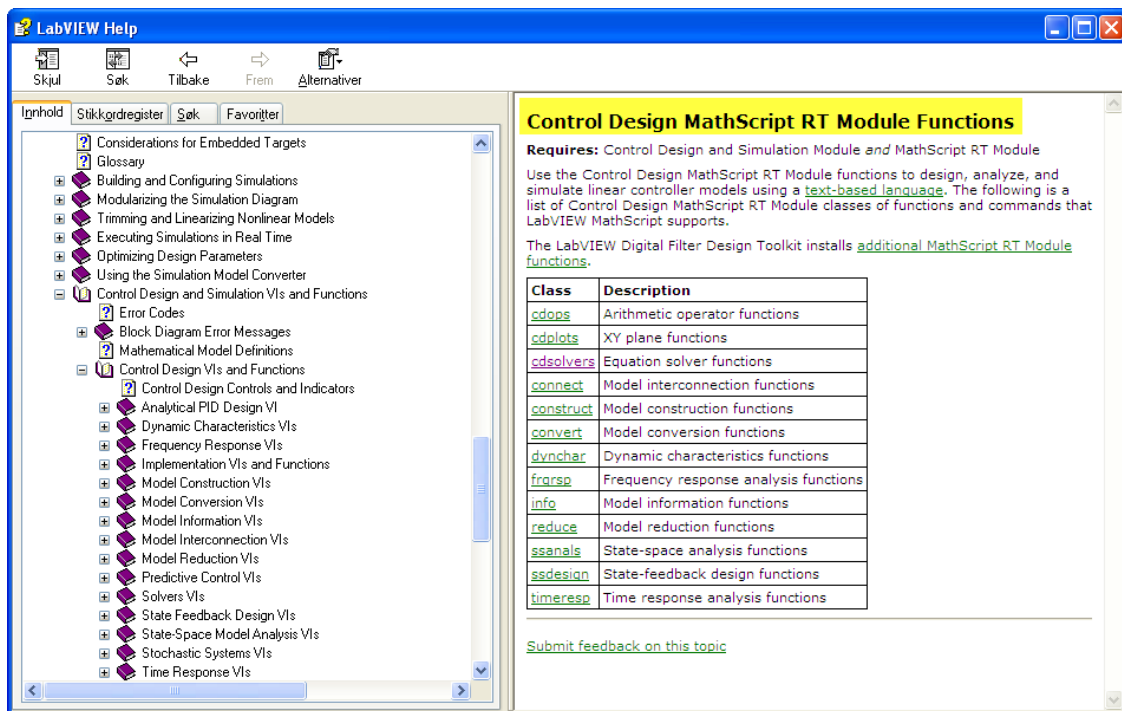 LabVIEW Help
Skjul Søk Tilbake Frem Alternativer
Innhold Stikkordregister Søk Favoritter
Considerations for Embedded Targets
Glossary
Building and Configuring Simulations
Modularizing the Simulation Diagram
Trimming and Linearizing Nonlinear Models
Executing Simulations in Real Time
Optimizing Design Parameters
Using the Simulation Model Converter
Control Design and Simulation VIs and Functions
Error Codes
Block Diagram Error Messages
Mathematical Model Definitions
Control Design VIs and Functions
Control Design Controls and Indicators
Analytical PID Design VI
Dynamic Characteristics VIs
Frequency Response VIs
Implementation VIs and Functions
Model Construction VIs
Model Conversion VIs
Model Information VIs
Model Interconnection VIs
Model Reduction VIs
Predictive Control VIs
Solvers VIs
State Feedback Design VIs
State-Space Model Analysis VIs
Stochastic Systems VIs
Time Response VIs
Control Design MathScript RT Module Functions
Requires: Control Design and Simulation Module and MathScript RT Module
Use the Control Design MathScript RT Module functions to design, analyze, and
simulate linear controller models using a text-based language. The following is a
list of Control Design MathScript RT Module classes of functions and commands that
LabVIEW MathScript supports.
The LabVIEW Digital Filter Design Toolkit installs additional MathScript RT Module
functions.
Class Description
cdops Arithmetic operator functions
cdplots XY plane functions
cdsolvers Equation solver functions
connect Model interconnection functions
construct Model construction functions
convert Model conversion functions
dynchar Dynamic characteristics functions
frqrsp Frequency response analysis functions
info Model information functions
reduce Model reduction functions
ssanals State-space analysis functions
ssdesign State-feedback design functions
timeresp Time response analysis functions
Submit feedback on this topic